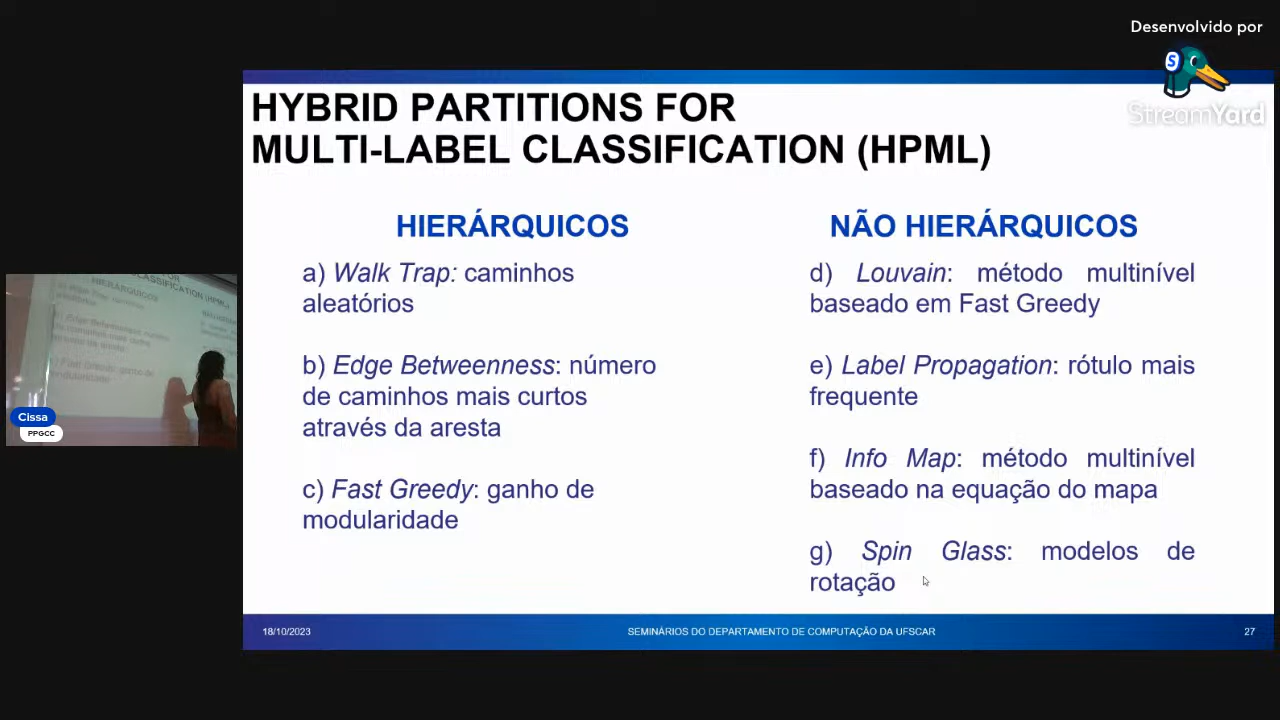 Desenvolvido por
S
StreamYard
HYBRID PARTITIONS FOR
MULTI-LABEL CLASSIFICATION (HPML)
HIERÁRQUICOS
a) Walk Trap: caminhos
aleatórios
b) Edge Betweenness: número
de caminhos mais curtos
através da aresta
c) Fast Greedy: ganho de
modularidade
NÃO HIERÁRQUICOS
d) Louvain: método multinível
baseado em Fast Greedy
e) Label Propagation: rótulo mais
frequente
f) Info Map: método multinível
baseado na equação do mapa
g) Spin Glass: modelos de
rotação
Cissa
PPGCC
18/10/2023
SEMINÁRIOS DO DEPARTAMENTO DE COMPUTAÇÃO DA UFSCAR
27